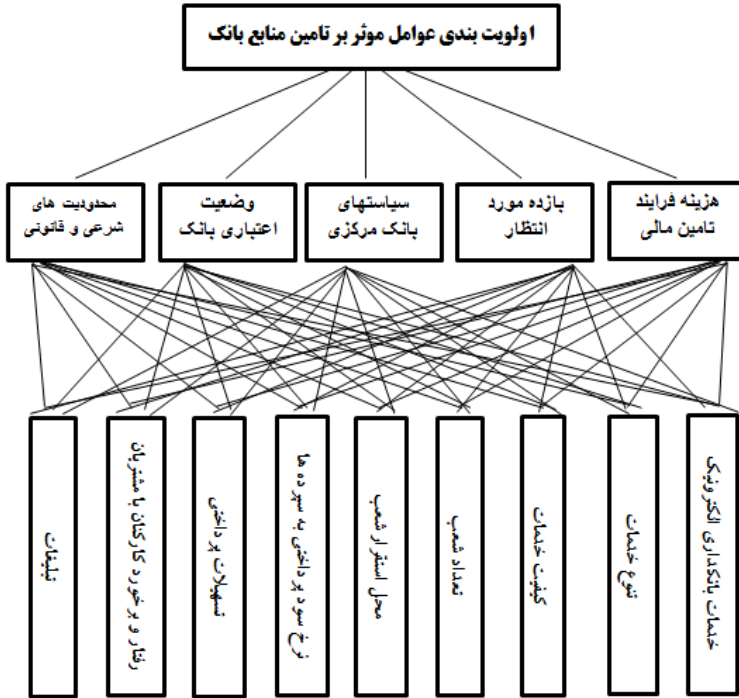 اولویت بندی عوامل موثر بر تامین منابع بانک
هزینه فرایند
تامین مالی
بازده مورد
انتظار
سیاستهای
بانک مرکزی
وضعیت
اعتباری بانک
محدودیت های
شرعی و قانونی
خدمات بانکداری الکترونیک
تنوع خدمات
کیفیت خدمات
تعداد شعب
محل استقرار شعب
نرخ سود پرداختی به سپرده ها
تسهیلات پرداختی
رفتار و برخورد کارکنان با مشتریان
تبلیغات